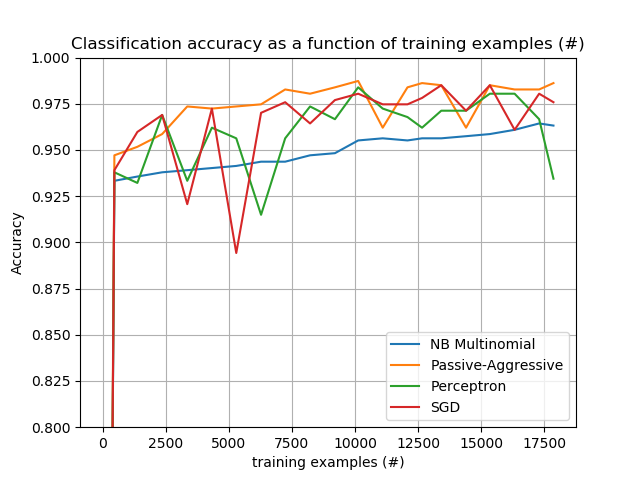 Classification accuracy as a function of training examples (#)
1.000
0.975
0.950
0.925
0.900
0.875
0.850
0.825
0.800
Accuracy
NB Multinomial
Passive-Aggressive
Perceptron
SGD
0 2500 5000 7500 10000 12500 15000 17500
training examples (#)